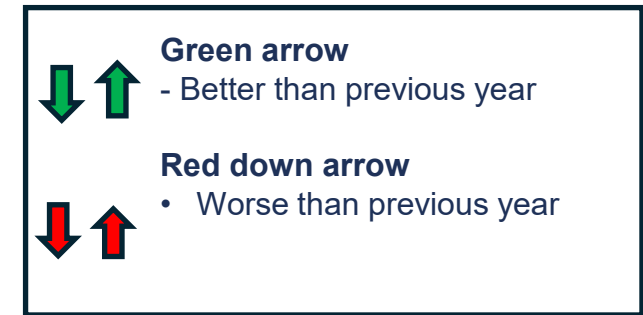 Green arrow
- Better than previous year
Red down arrow
• Worse than previous year